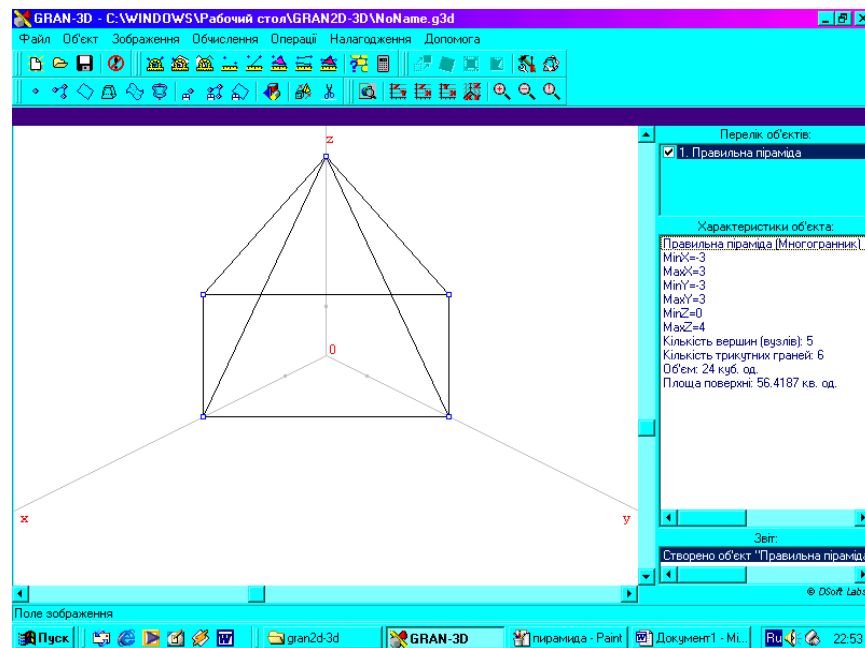 GRAN-3D - C:\WINDOWS\Рабочий стол\GRAN2D-3D\NoName.g3d
Файл Об'єкт Зображення Обчислення Операції Налагодження Допомога
Перелік об'єктів:
1. Правильна піраміда
Характеристики об'єкта:
Правильна піраміда (Многогранник)
MinX=-3
MaxX=3
MinY=-3
MaxY=3
MinZ=0
MaxZ=4
Кількість вершин (вузлів): 5
Кількість трикутних граней: 6
Об'єм: 24 куб. од.
Площа поверхні: 56.4187 кв. од.
z
0
x
y
Звіт:
Створено об'єкт "Правильна піраміда
© DSoft Labs
Поле зображення
Пуск gran2d-3d GRAN-3D пирамида - Paint Документ1 - Mi... Ru 22:53